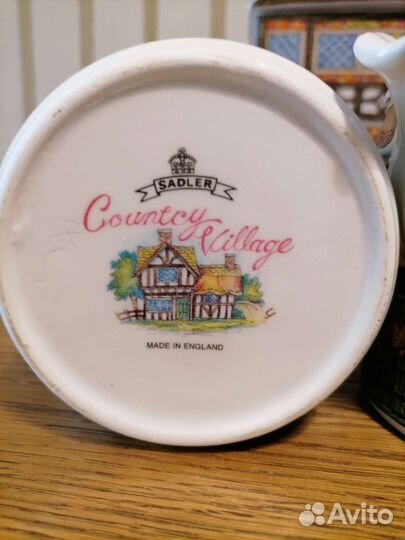 SADLER
Country
Village
MADE IN ENGLAND
Avito